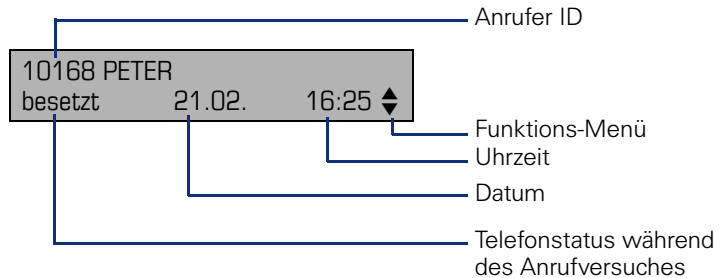 Anrufer ID
10168 PETER
besetzt 21.02. 16:25
Funktions-Menü
Uhrzeit
Datum
Telefonstatus während
des Anrufversuches